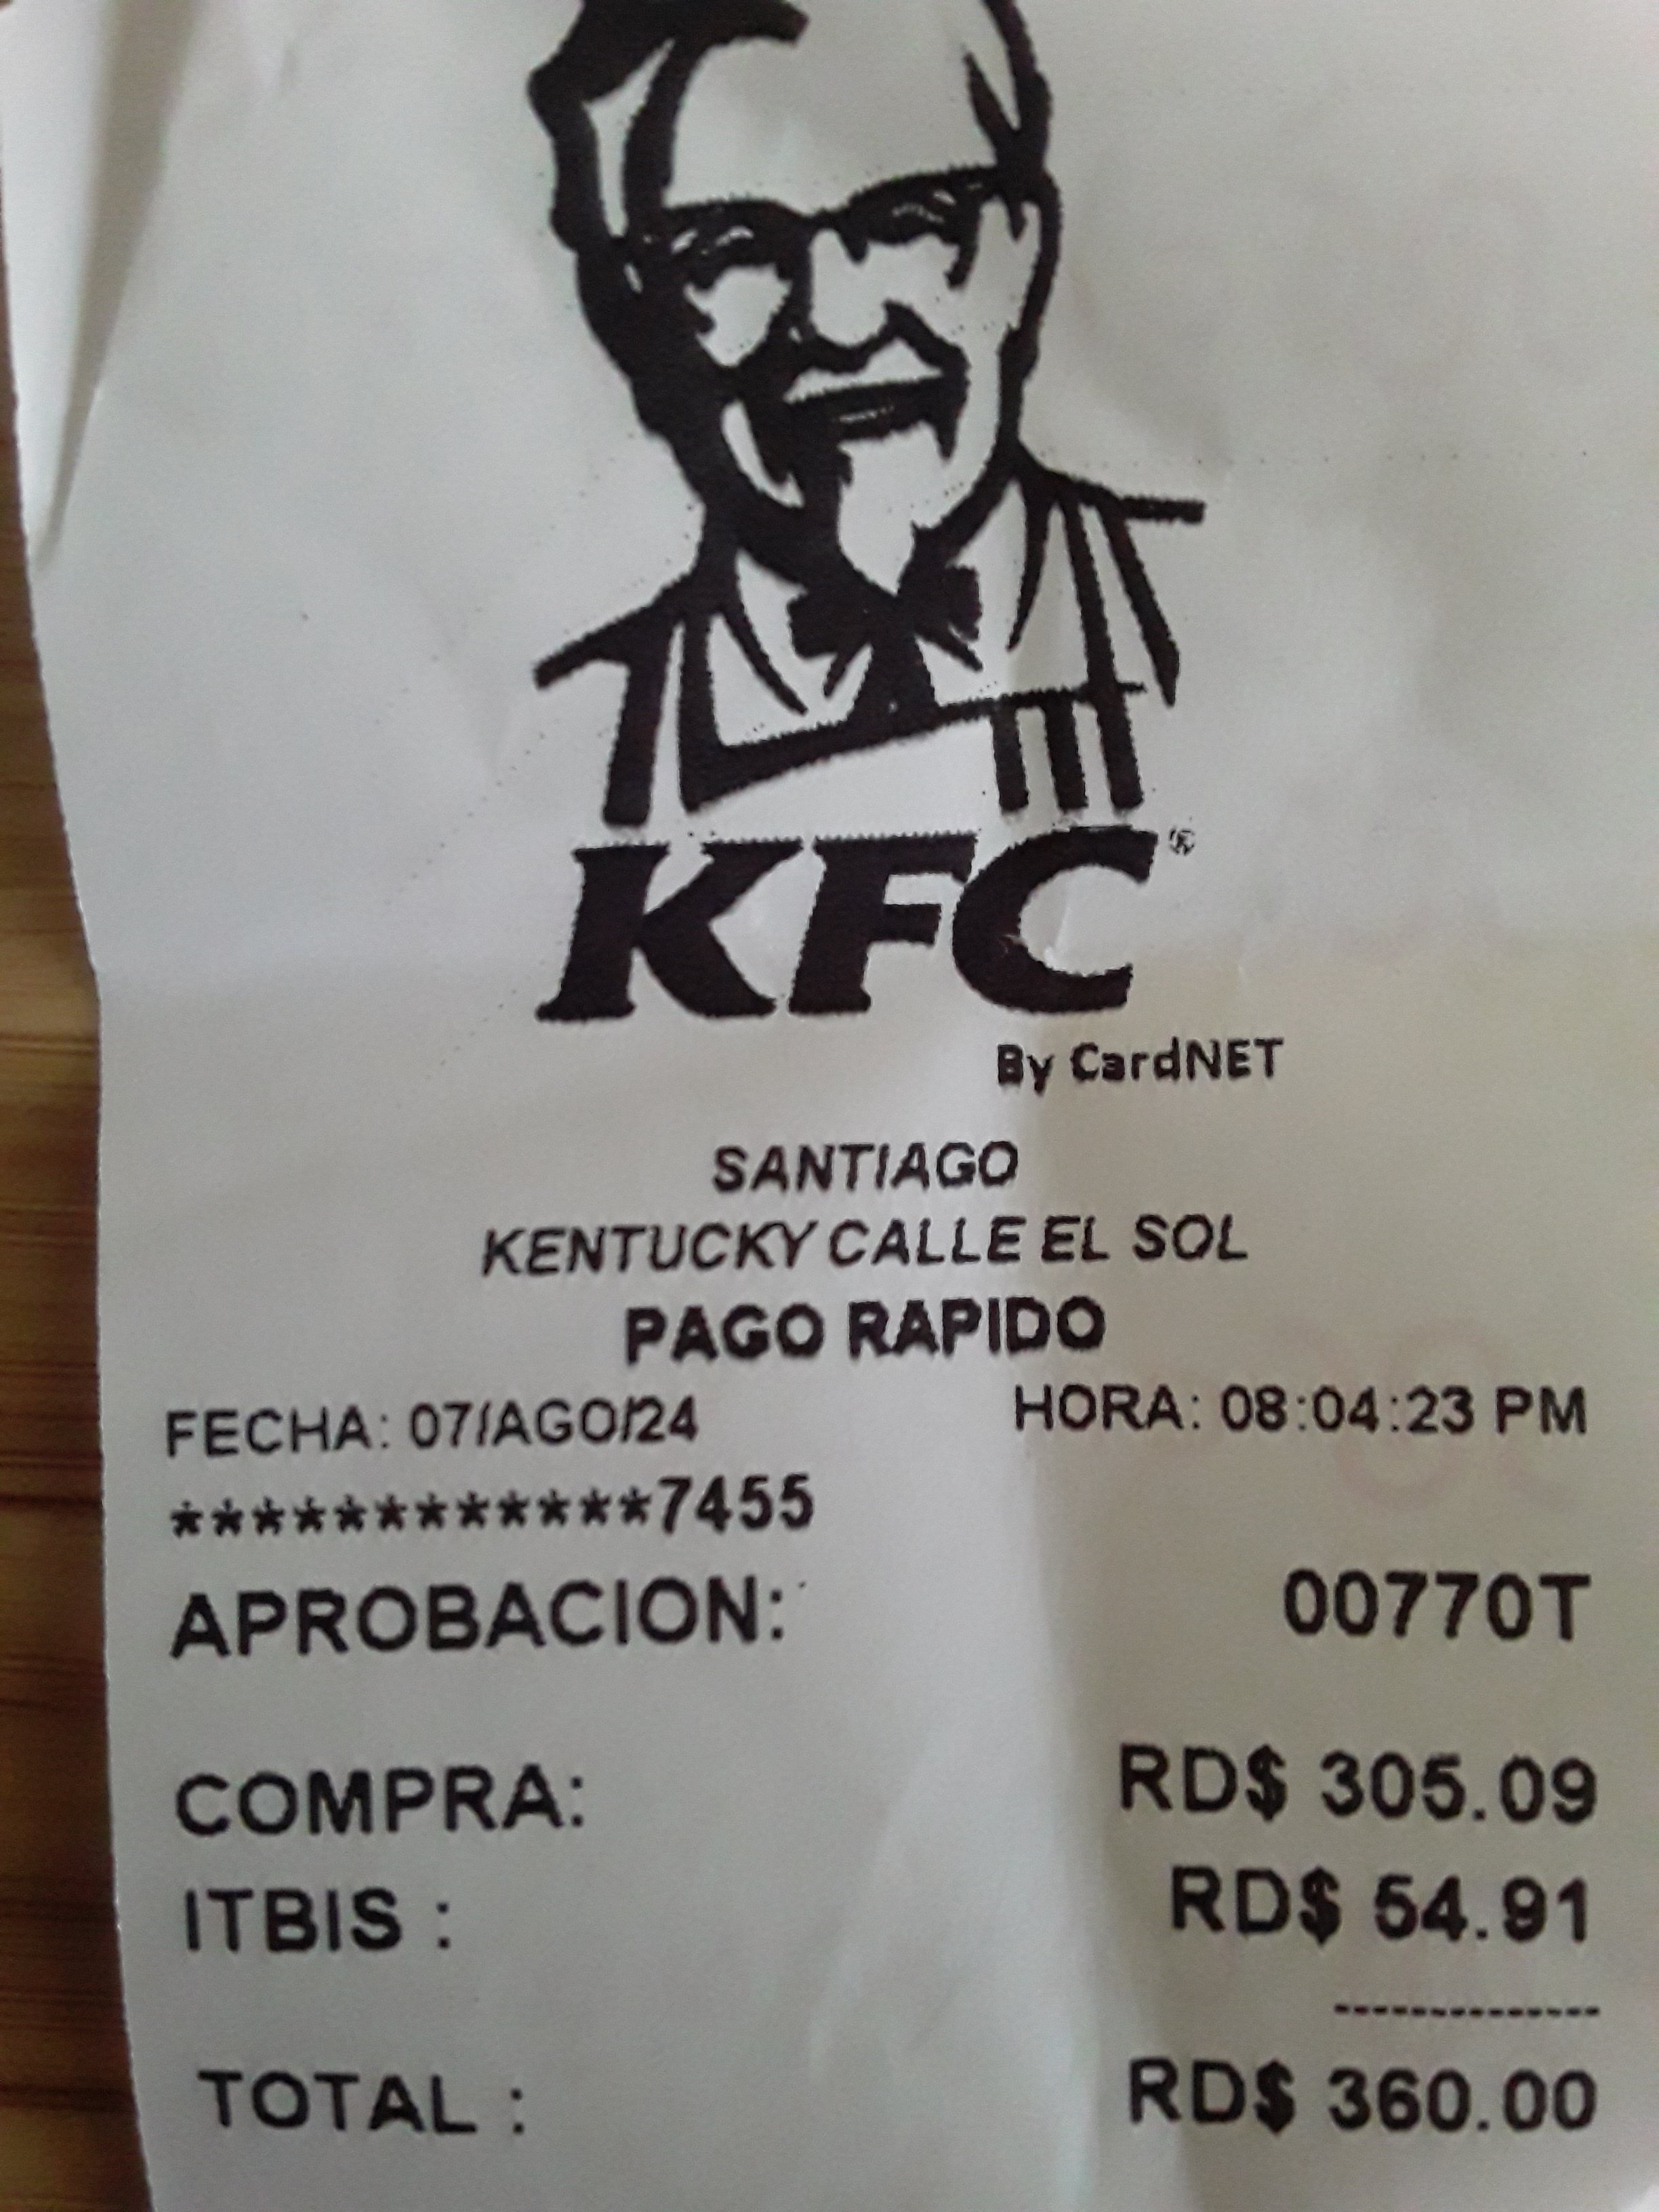 KFC®
By CardNET
SANTIAGO
KENTUCKY CALLE EL SOL
PAGO RAPIDO
FECHA: 07/AGO/24 HORA: 08:04:23 PM
************7455
APROBACION: 00770T
COMPRA: RD$ 305.09
ITBIS : RD$ 54.91
--------------
TOTAL : RD$ 360.00